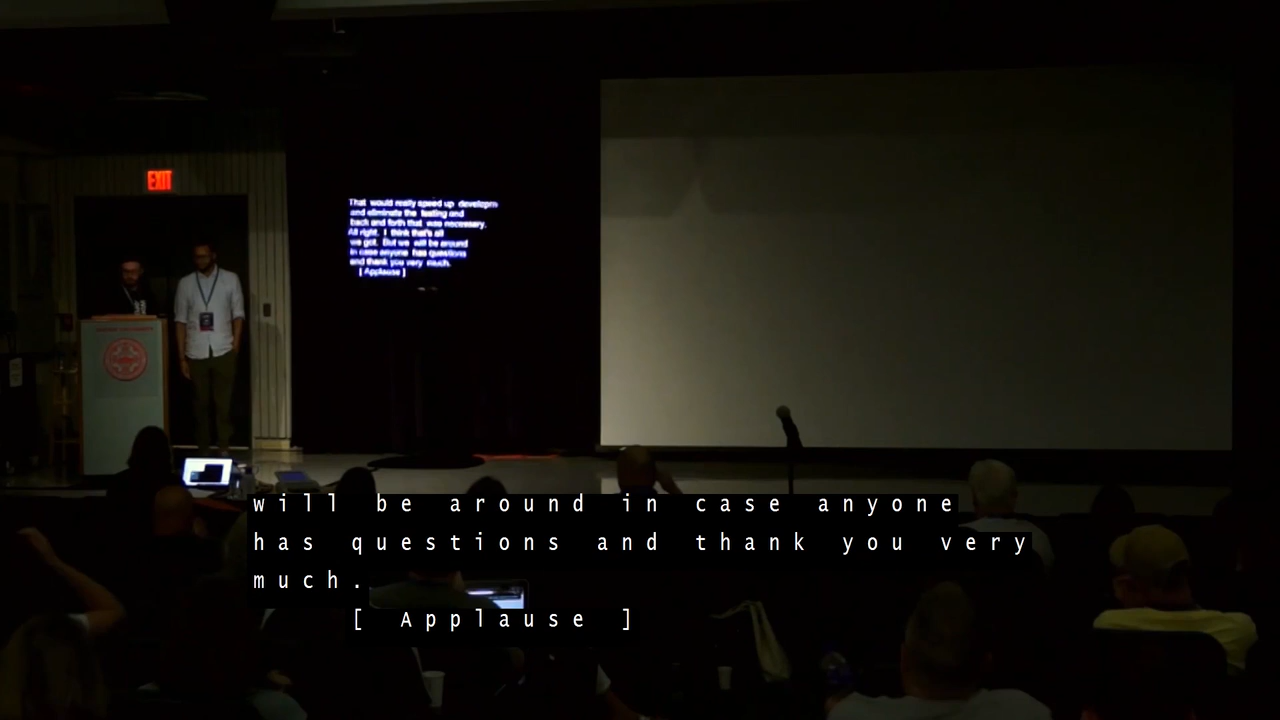 EXIT
That would really speed up developm
and eliminate the testing and
back and forth that was necessary.
All right. I think that's all
we got. But we will be around
in case anyone has questions
and thank you very much.
[ Applause ]
will be around in case anyone
has questions and thank you very
much.
[ Applause ]